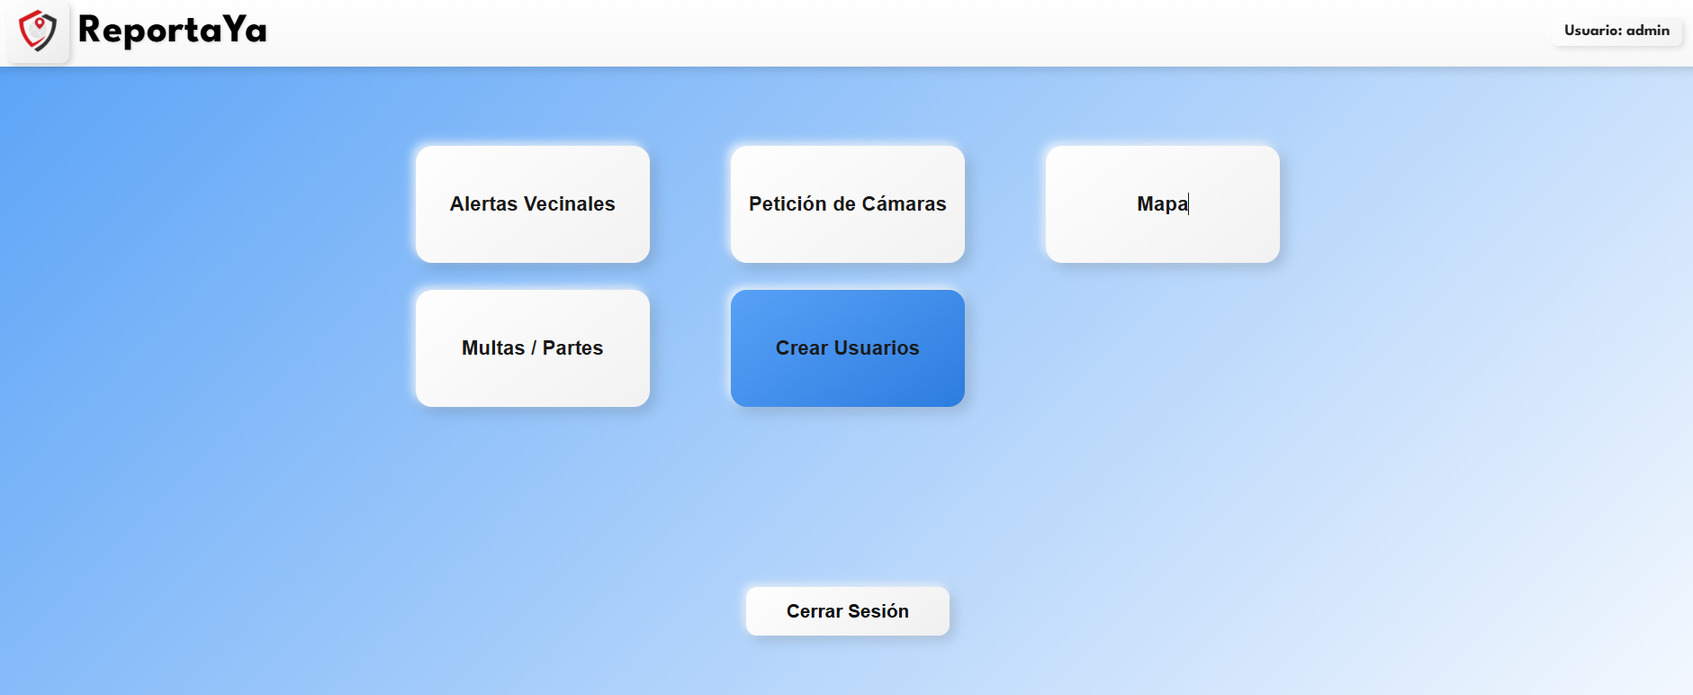 ReportaYa
Usuario: admin
Alertas Vecinales
Petición de Cámaras
Mapa
Multas / Partes
Crear Usuarios
Cerrar Sesión